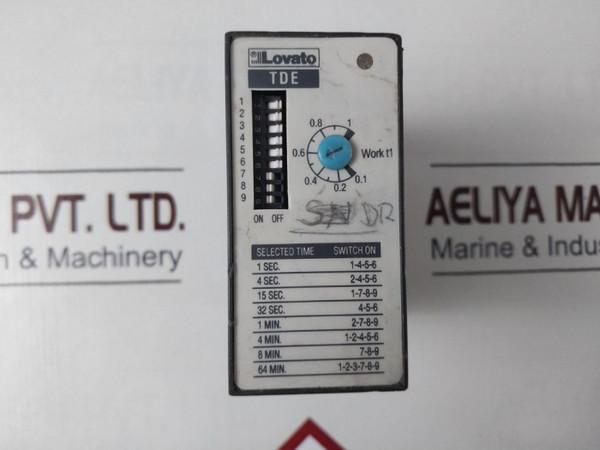 Lovato
TDE
1
2
3
4
5
6
7
8
9
ON OFF
0.8 1
0.6 Work t1
0.4 0.2 0.1
DR
SELECTED TIME SWITCH ON
1 SEC. 1-4-5-6
4 SEC. 2-4-5-6
15 SEC. 1-7-8-9
32 SEC. 4-5-6
1 MIN. 2-7-8-9
4 MIN. 1-2-4-5-6
8 MIN. 7-8-9
64 MIN. 1-2-3-7-8-9
PVT. LTD.
& Machinery
AELIYA MA
Marine & Indus